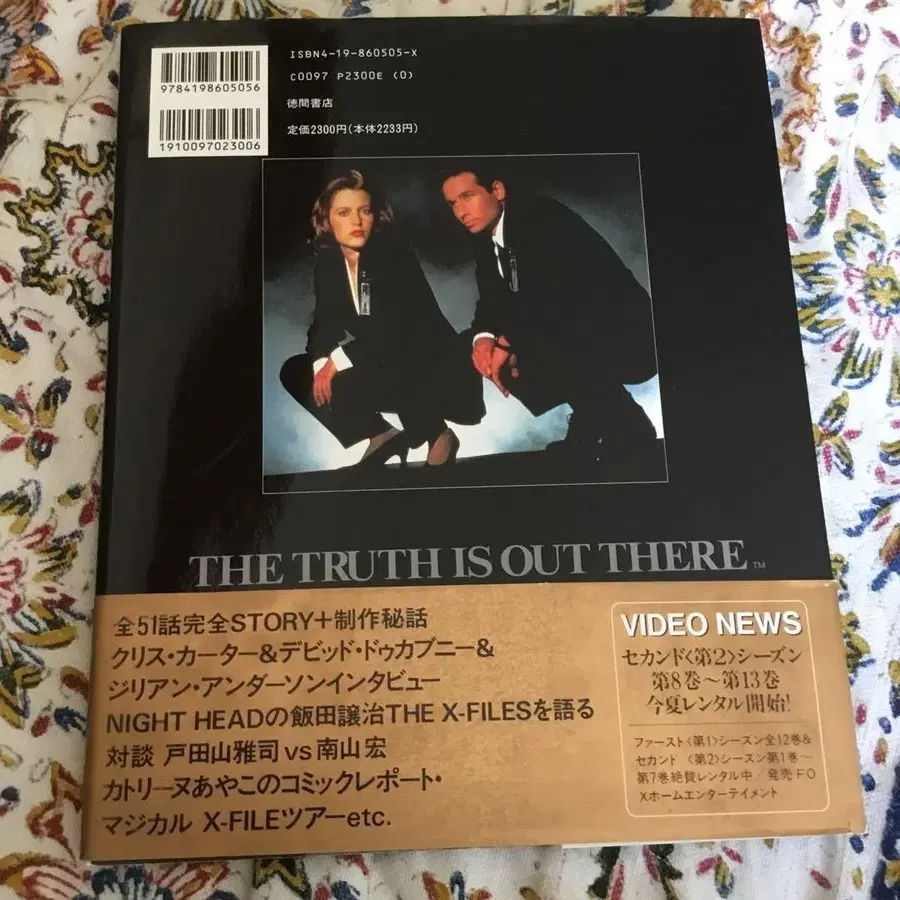 ISBN4-19-860505-X
C0097 P2300E (0)
徳間書店
定価2300円(本体2233円)
9784198605056
1910097023006
THE TRUTH IS OUT THERE™
全51話完全STORY+制作秘話
クリス・カーター&デビッド・ドゥカブニー&
ジリアン・アンダーソンインタビュー
NIGHT HEADの飯田譲治THE X-FILESを語る
対談 戸田山雅司 vs 南山 宏
カトリーヌあやこのコミックレポート・
マジカル X-FILEツアーetc.
VIDEO NEWS
セカンド〈第2〉シーズン
第8巻〜第13巻
今夏レンタル開始!
ファースト〈第1〉シーズン全12巻&
セカンド 〈第2〉シーズン第1巻〜
第7巻絶賛レンタル中/発売 FO
Xホームエンターテイメント